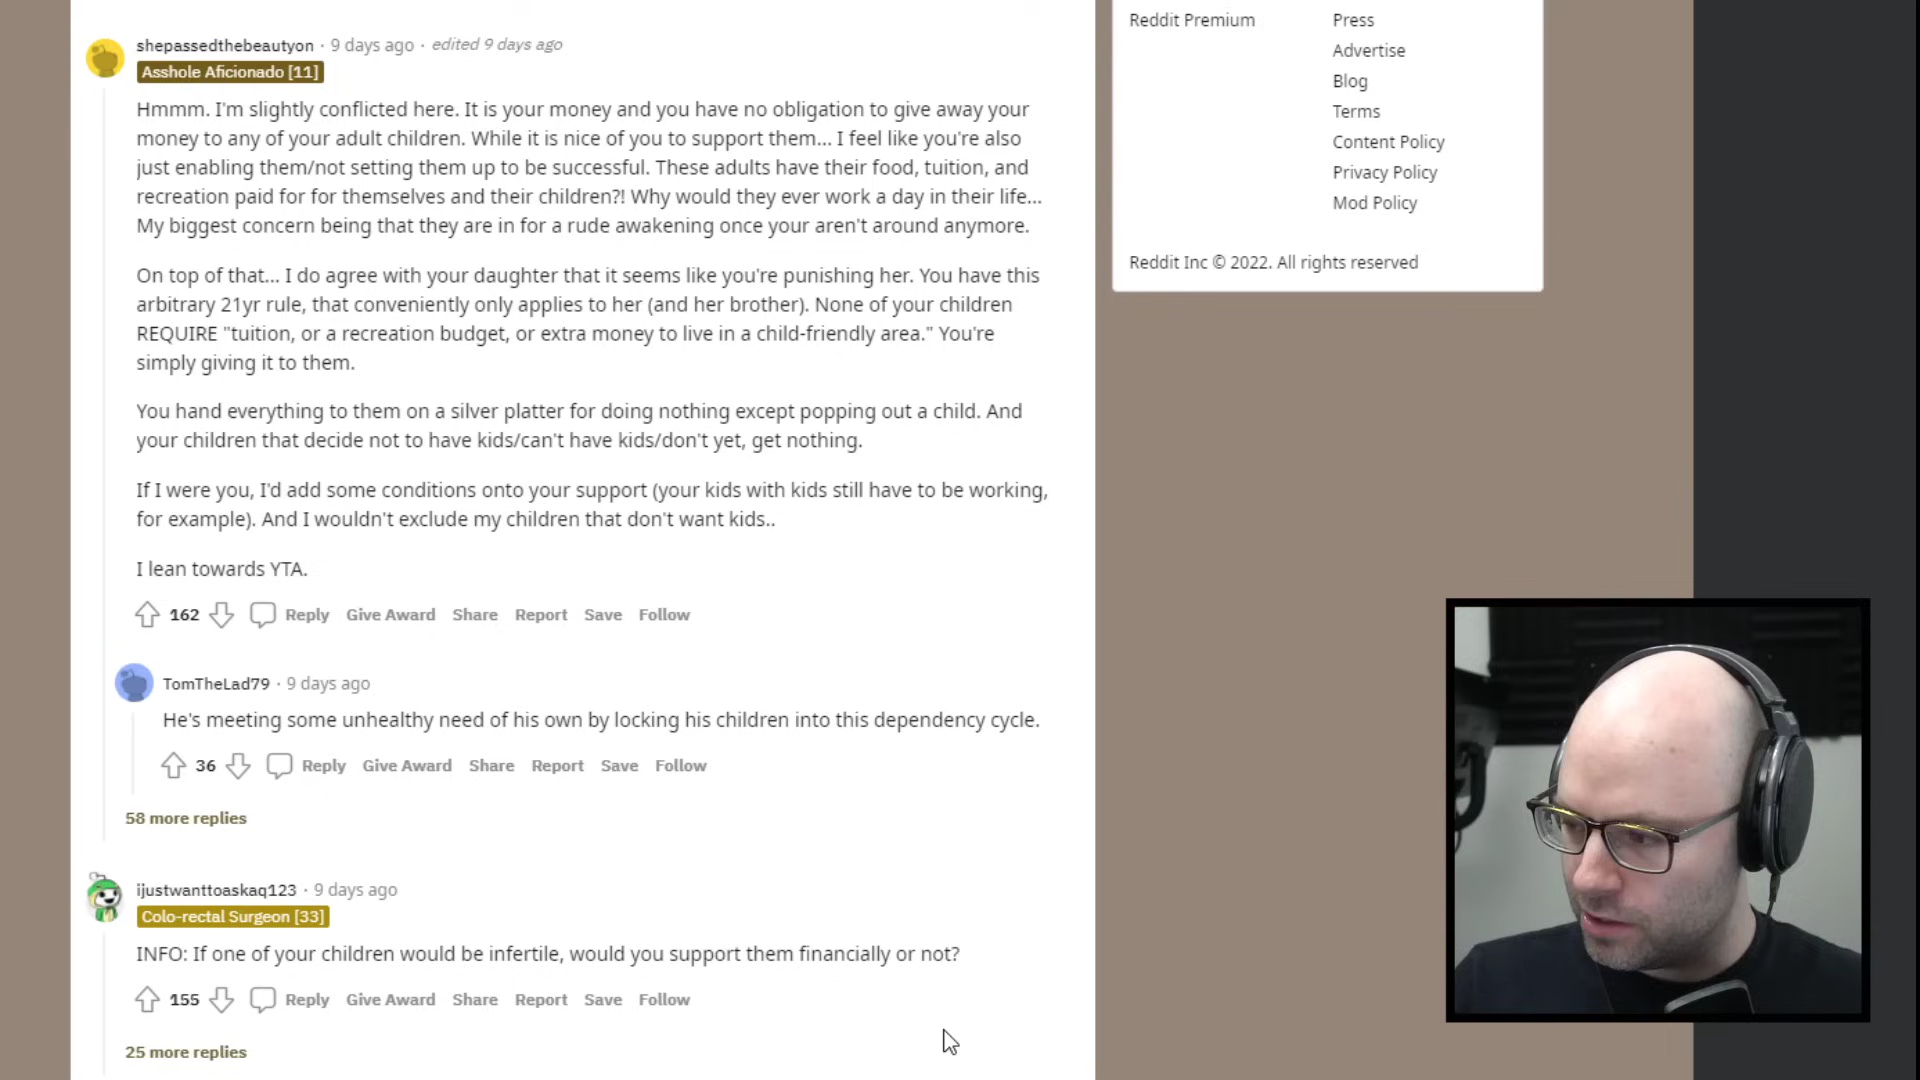 shepassedthebeautyon · 9 days ago · edited 9 days ago
Asshole Aficionado [11]
Hmmm. I'm slightly conflicted here. It is your money and you have no obligation to give away your
money to any of your adult children. While it is nice of you to support them... I feel like you're also
just enabling them/not setting them up to be successful. These adults have their food, tuition, and
recreation paid for for themselves and their children?! Why would they ever work a day in their life...
My biggest concern being that they are in for a rude awakening once your aren't around anymore.
On top of that... I do agree with your daughter that it seems like you're punishing her. You have this
arbitrary 21yr rule, that conveniently only applies to her (and her brother). None of your children
REQUIRE "tuition, or a recreation budget, or extra money to live in a child-friendly area." You're
simply giving it to them.
You hand everything to them on a silver platter for doing nothing except popping out a child. And
your children that decide not to have kids/can't have kids/don't yet, get nothing.
If I were you, I'd add some conditions onto your support (your kids with kids still have to be working,
for example). And I wouldn't exclude my children that don't want kids..
I lean towards YTA.
162 Reply Give Award Share Report Save Follow
TomTheLad79 · 9 days ago
He's meeting some unhealthy need of his own by locking his children into this dependency cycle.
36 Reply Give Award Share Report Save Follow
58 more replies
ijustwanttoaskaq123 · 9 days ago
Colo-rectal Surgeon [33]
INFO: If one of your children would be infertile, would you support them financially or not?
155 Reply Give Award Share Report Save Follow
25 more replies
Reddit Premium
Press
Advertise
Blog
Terms
Content Policy
Privacy Policy
Mod Policy
Reddit Inc © 2022. All rights reserved